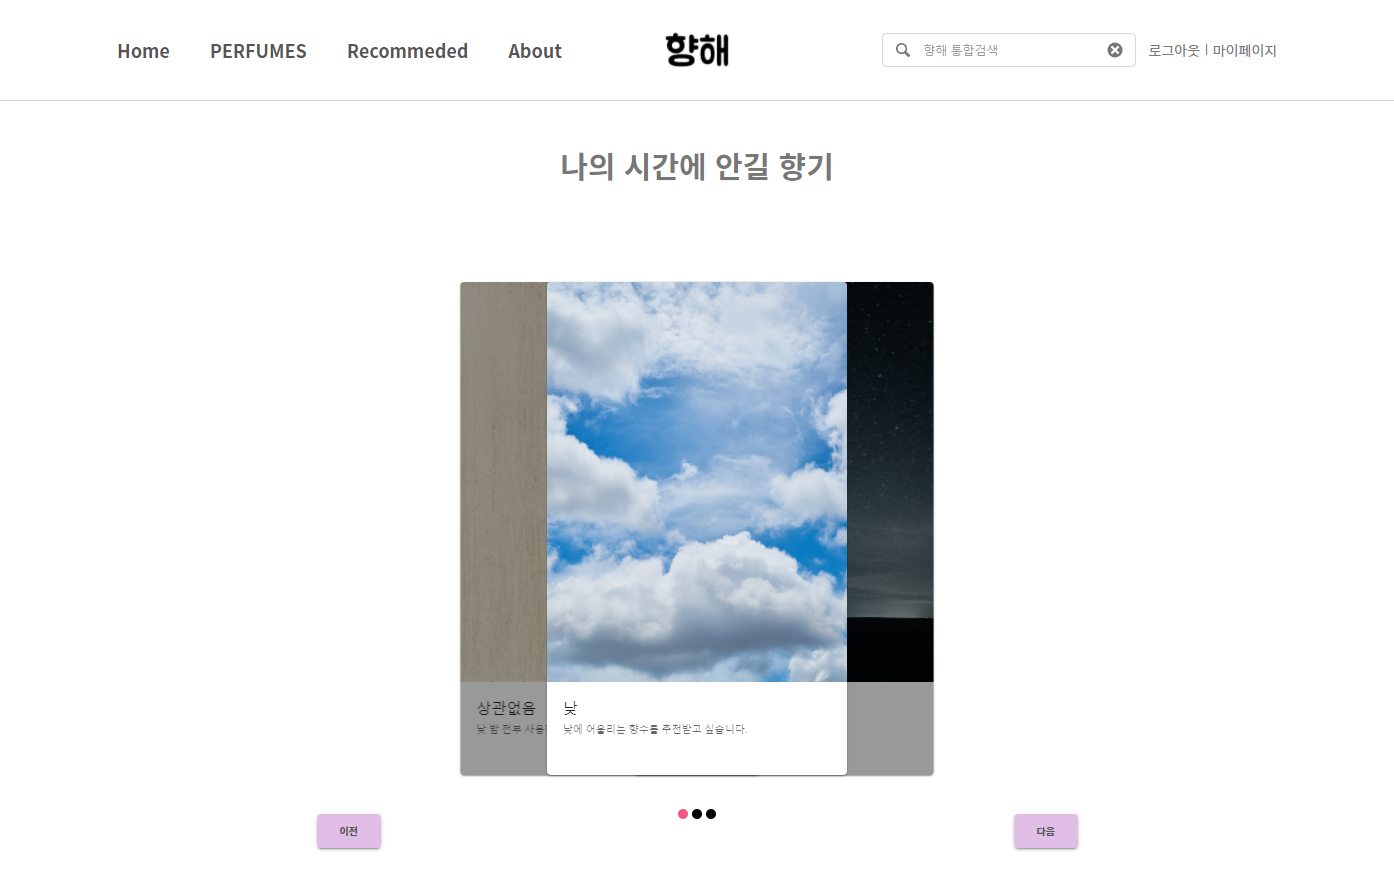 Home PERFUMES Recommeded About 향해 향해 통합검색 로그아웃 | 마이페이지
나의 시간에 안길 향기
상관없음 낮
낮 밤 전부 사용 낮에 어울리는 향수를 추천받고 싶습니다.
이전 다음